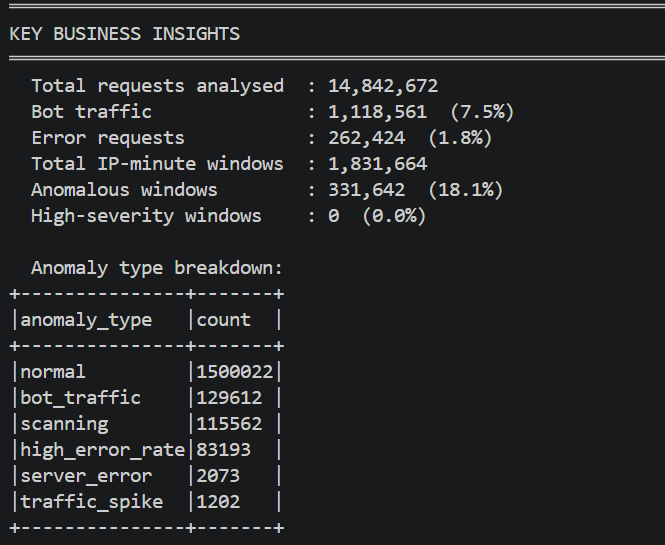 KEY BUSINESS INSIGHTS
Total requests analysed : 14,842,672
Bot traffic : 1,118,561 (7.5%)
Error requests : 262,424 (1.8%)
Total IP-minute windows : 1,831,664
Anomalous windows : 331,642 (18.1%)
High-severity windows : 0 (0.0%)
Anomaly type breakdown:
+---------------+-------+
|anomaly_type   |count  |
+---------------+-------+
|normal         |1500022|
|bot_traffic    |129612 |
|scanning       |115562 |
|high_error_rate|83193  |
|server_error   |2073   |
|traffic_spike  |1202   |
+---------------+-------+